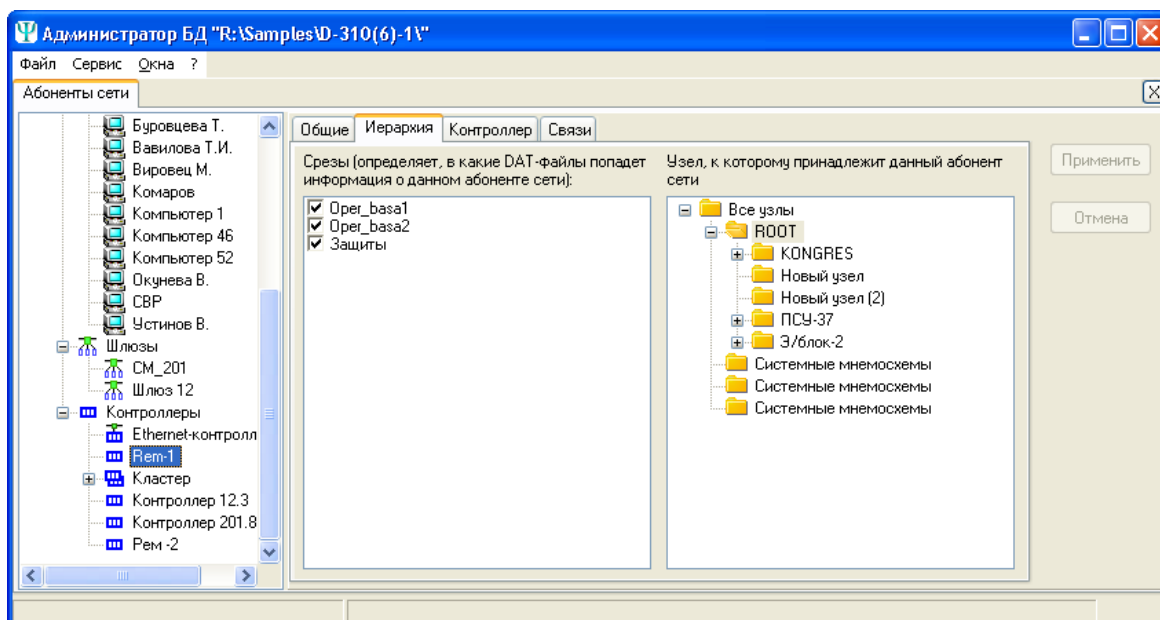 Администратор БД "R:\Samples\D-310(6)-1\"
Файл Сервис Окна ?
Абоненты сети
Буровцева Т.
Вавилова Т.И.
Вировец М.
Комаров
Компьютер 1
Компьютер 46
Компьютер 52
Окунева В.
СВР
Устинов В.
Шлюзы
СМ_201
Шлюз 12
Контроллеры
Ethernet-контролл
Rem-1
Кластер
Контроллер 12.3
Контроллер 201.8
Рем -2
Общие Иерархия Контроллер Связи
Срезы (определяет, в какие DAT-файлы попадет
информация о данном абоненте сети):
Oper_basa1
Oper_basa2
Защиты
Узел, к которому принадлежит данный абонент
сети
Все узлы
ROOT
KONGRES
Новый узел
Новый узел (2)
ПСУ-37
Э/блок-2
Системные мнемосхемы
Системные мнемосхемы
Системные мнемосхемы
Применить
Отмена